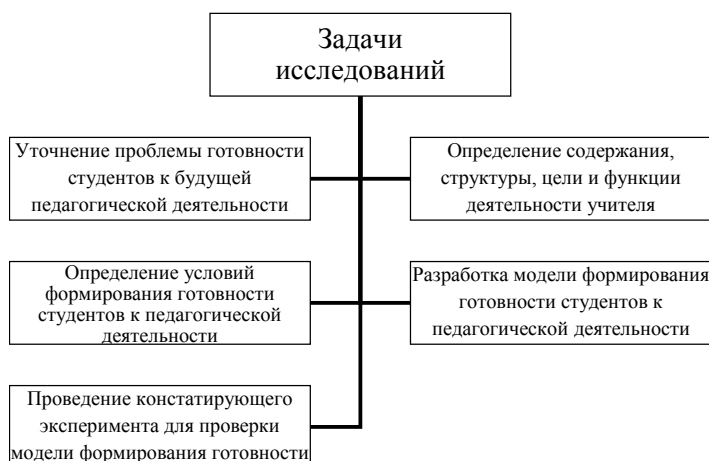 Задачи
исследований
Уточнение проблемы готовности
студентов к будущей
педагогической деятельности
Определение содержания,
структуры, цели и функции
деятельности учителя
Определение условий
формирования готовности
студентов к педагогической
деятельности
Разработка модели формирования
готовности студентов к
педагогической деятельности
Проведение констатирующего
эксперимента для проверки
модели формирования готовности